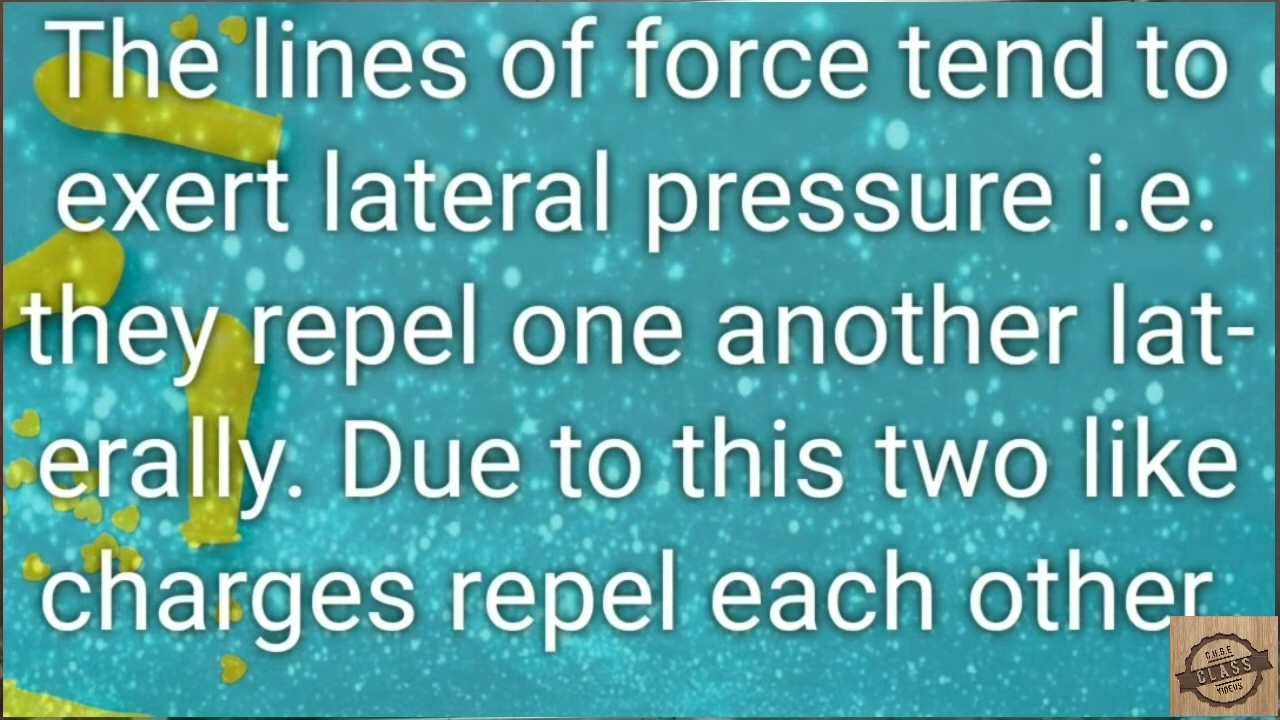 The lines of force tend to
exert lateral pressure i.e.
they repel one another lat-
erally. Due to this two like
charges repel each other
C.H.S.E
CLASS
VIDEOS